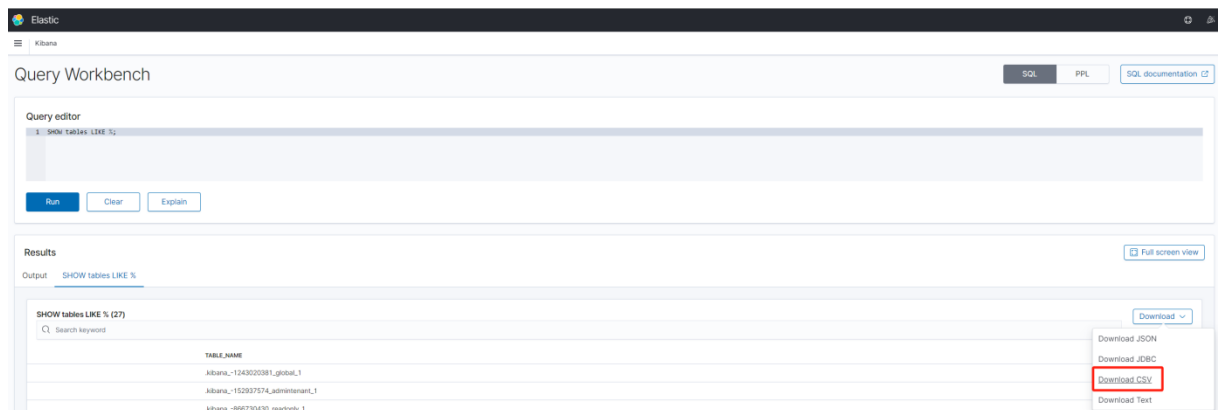 Elastic
Kibana
Query Workbench
SQL PPL SQL documentation
Query editor
1 SHOW tables LIKE %;
Run Clear Explain
Results
Full screen view
Output SHOW tables LIKE %
SHOW tables LIKE % (27)
Download
Search keyword
Download JSON
TABLE_NAME
Download JDBC
.kibana_-1243020381_global_1
Download CSV
.kibana_-152937574_admintenant_1
Download Text
.kibana_-866730430_readonly_1